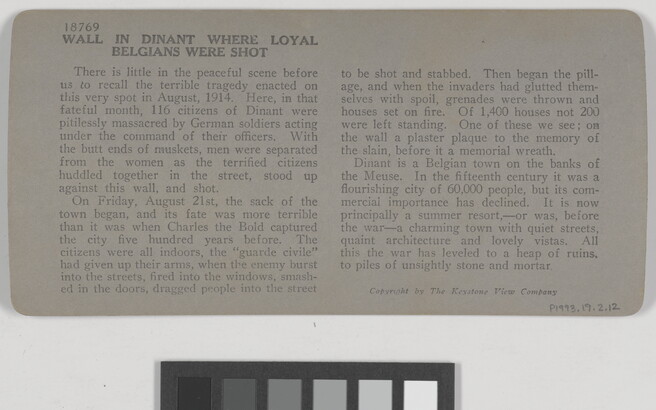 18769
WALL IN DINANT WHERE LOYAL
BELGIANS WERE SHOT
There is little in the peaceful scene before
us to recall the terrible tragedy enacted on
this very spot in August, 1914. Here, in that
fateful month, 116 citizens of Dinant were
pitilessly massacred by German soldiers acting
under the command of their officers. With
the butt ends of muskets, men were separated
from the women as the terrified citizens
huddled together in the street, stood up
against this wall, and shot.
On Friday, August 21st, the sack of the
town began, and its fate was more terrible
than it was when Charles the Bold captured
the city five hundred years before. The
citizens were all indoors, the "guarde civile"
had given up their arms, when the enemy burst
into the streets, fired into the windows, smash-
ed in the doors, dragged people into the street
to be shot and stabbed. Then began the pill-
age, and when the invaders had glutted them-
selves with spoil, grenades were thrown and
houses set on fire. Of 1,400 houses not 200
were left standing. One of these we see; on
the wall a plaster plaque to the memory of
the slain, before it a memorial wreath.
Dinant is a Belgian town on the banks of
the Meuse. In the fifteenth century it was a
flourishing city of 60,000 people, but its com-
mercial importance has declined. It is now
principally a summer resort,—or was, before
the war—a charming town with quiet streets,
quaint architecture and lovely vistas. All
this the war has leveled to a heap of ruins,
to piles of unsightly stone and mortar.
Copyright by The Keystone View Company
P1993.19.2.12